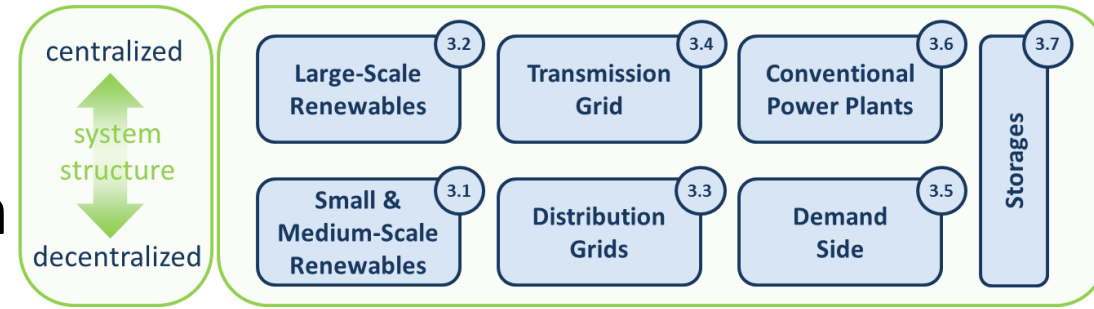 centralized
system
structure
decentralized
3.2
Large-Scale
Renewables
3.4
Transmission
Grid
3.6
Conventional
Power Plants
3.7
Storages
3.1
Small &
Medium-Scale
Renewables
3.3
Distribution
Grids
3.5
Demand
Side